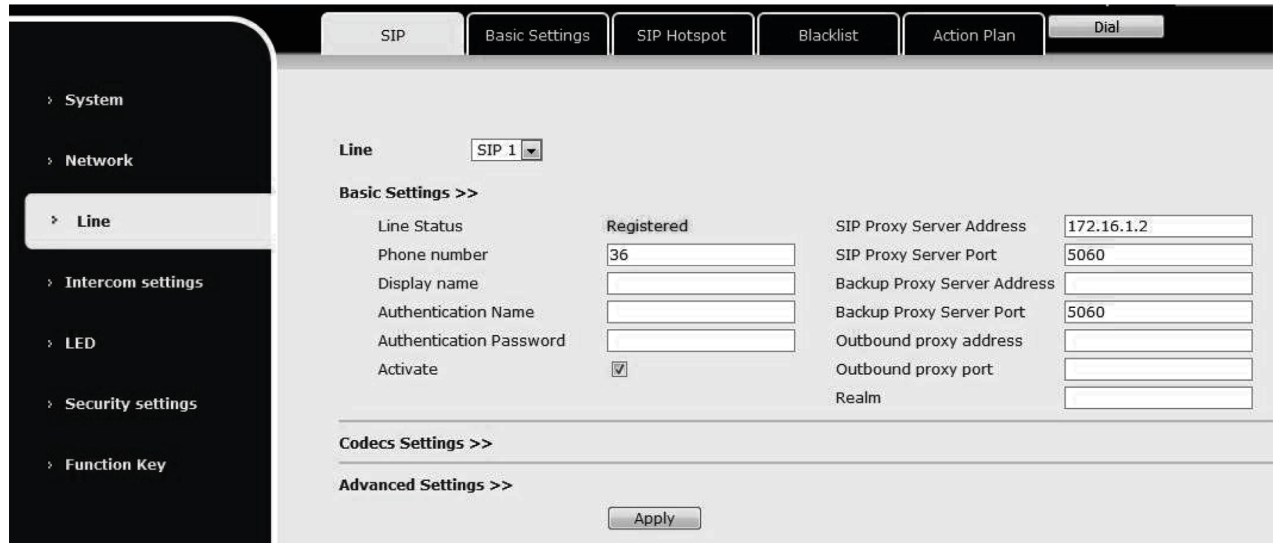 SIP
Basic Settings
SIP Hotspot
Blacklist
Action Plan
Dial
› System
› Network
› Line
› Intercom settings
› LED
› Security settings
› Function Key
Line SIP 1
Basic Settings >>
Line Status Registered SIP Proxy Server Address 172.16.1.2
Phone number 36 SIP Proxy Server Port 5060
Display name Backup Proxy Server Address
Authentication Name Backup Proxy Server Port 5060
Authentication Password Outbound proxy address
Activate Outbound proxy port
Realm
Codecs Settings >>
Advanced Settings >>
Apply